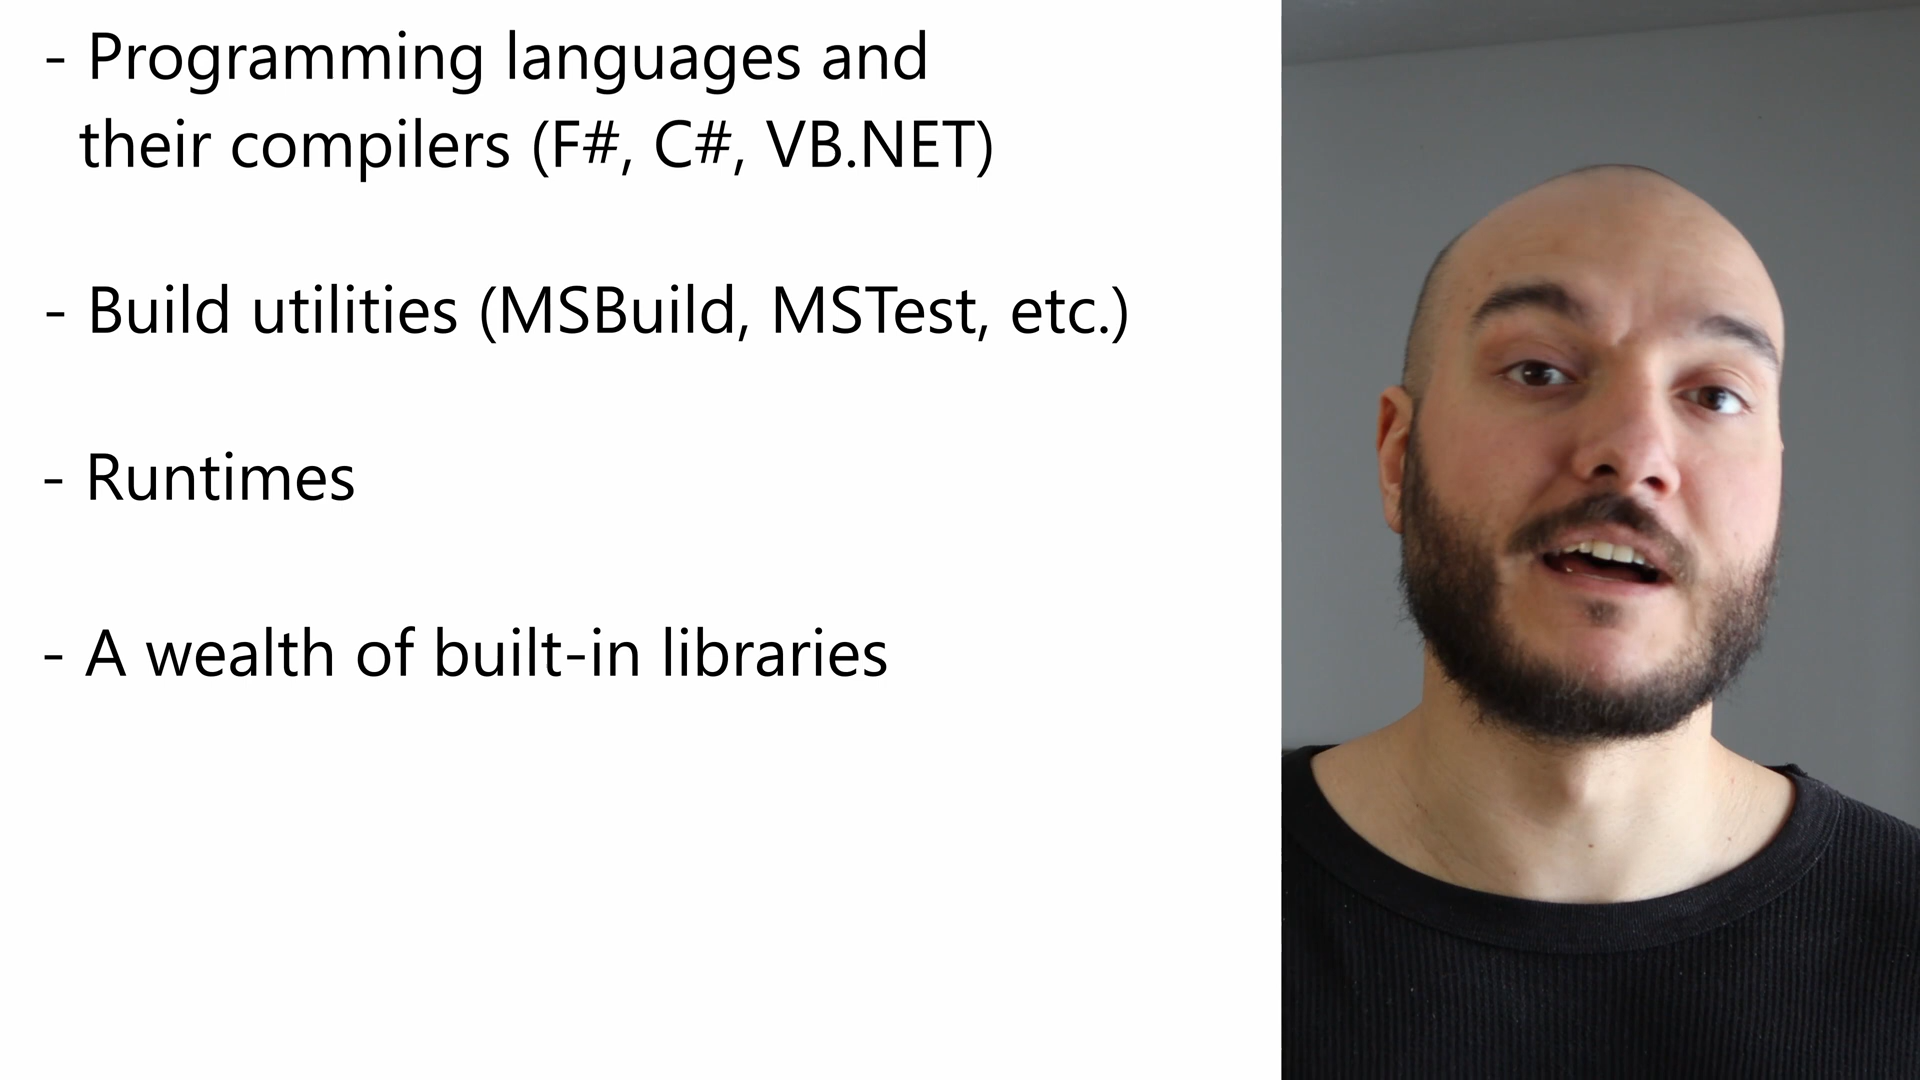 - Programming languages and
their compilers (F#, C#, VB.NET)
- Build utilities (MSBuild, MSTest, etc.)
- Runtimes
- A wealth of built-in libraries